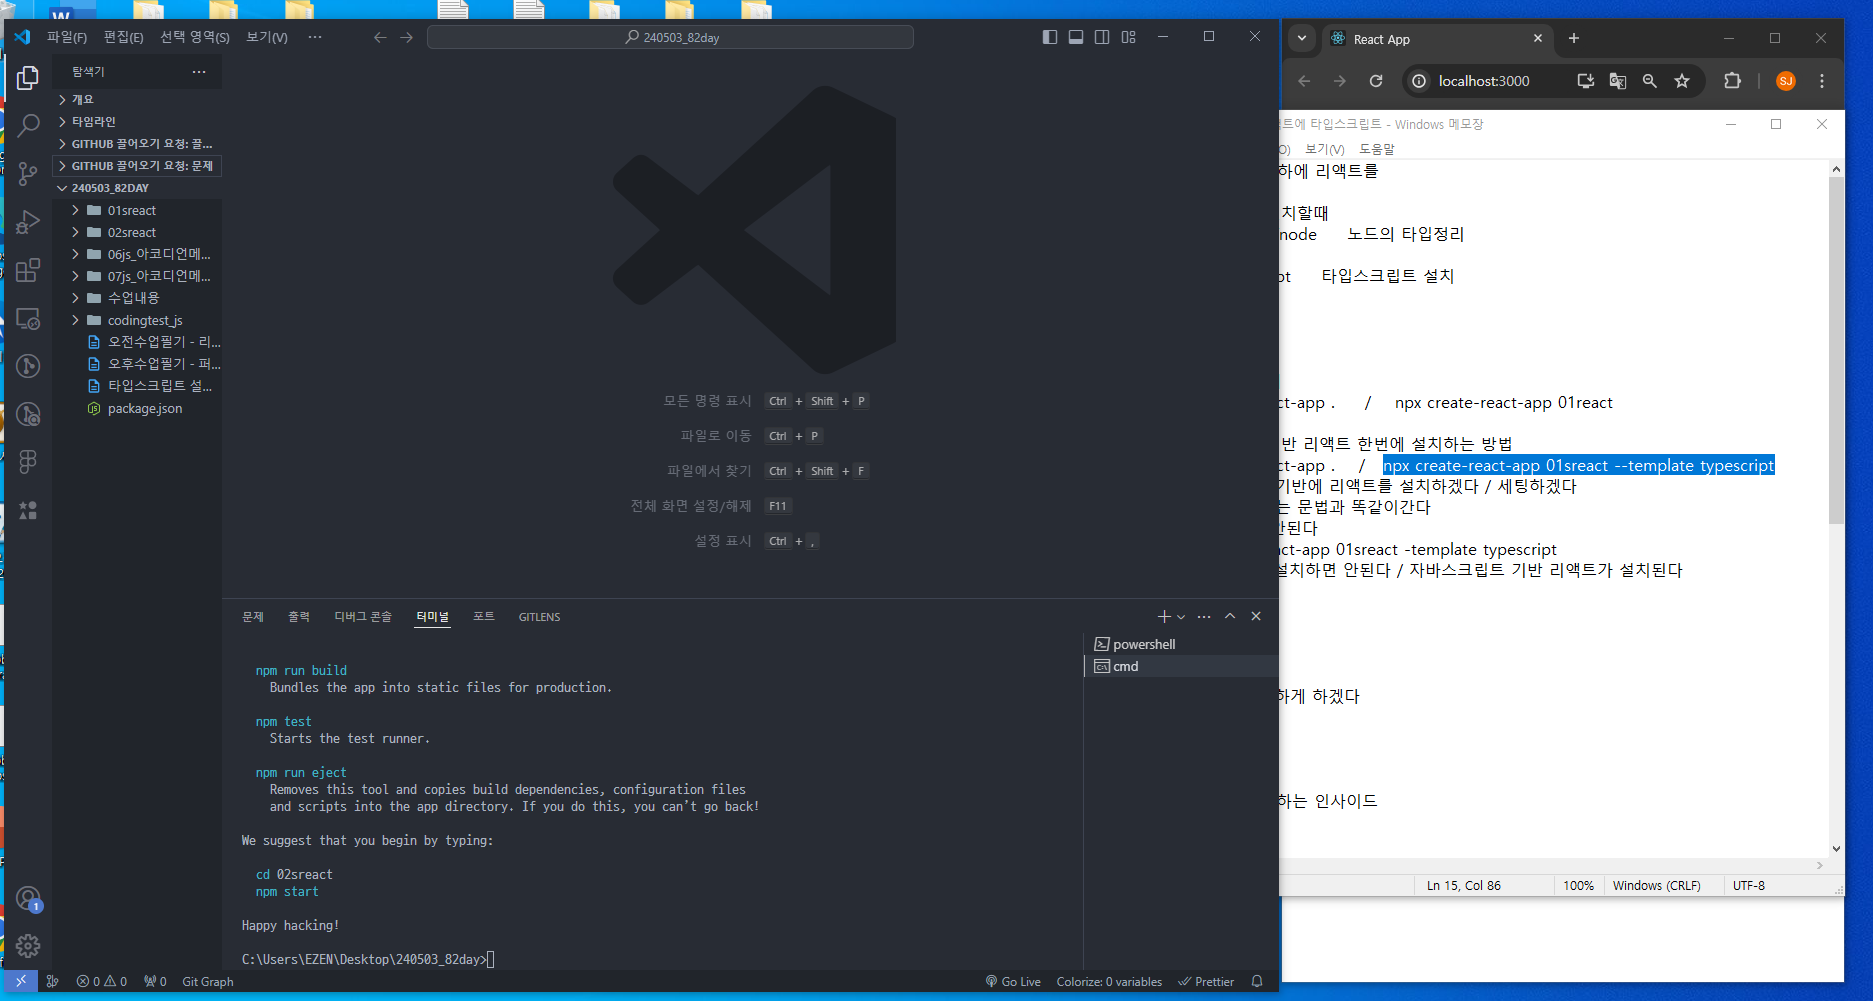 파일(F) 편집(E) 선택 영역(S) 보기(V) ···
240503_82day
탐색기 ···
개요
타임라인
GITHUB 끌어오기 요청: 끌...
GITHUB 끌어오기 요청: 문제
240503_82DAY
01sreact
02sreact
06js_아코디언메...
07js_아코디언메...
수업내용
codingtest_js
오전수업필기 - 리...
오후수업필기 - 퍼...
타입스크립트 설...
package.json
모든 명령 표시 Ctrl + Shift + P
파일로 이동 Ctrl + P
파일에서 찾기 Ctrl + Shift + F
전체 화면 설정/해제 F11
설정 표시 Ctrl + ,
문제 출력 디버그 콘솔 터미널 포트 GITLENS
powershell
cmd
npm run build
Bundles the app into static files for production.
npm test
Starts the test runner.
npm run eject
Removes this tool and copies build dependencies, configuration files
and scripts into the app directory. If you do this, you can't go back!
We suggest that you begin by typing:
cd 02sreact
npm start
Happy hacking!
C:\Users\EZEN\Desktop\240503_82day>
1
0 0 0 Git Graph Go Live Colorize: 0 variables Prettier
React App
localhost:3000 SJ
트에 타입스크립트 - Windows 메모장
O) 보기(V) 도움말
하에 리액트를
치할때
node 노드의 타입정리
pt 타입스크립트 설치
ct-app . / npx create-react-app 01react
반 리액트 한번에 설치하는 방법
ct-app . / npx create-react-app 01sreact --template typescript
기반에 리액트를 설치하겠다 / 세팅하겠다
는 문법과 똑같이간다
안된다
act-app 01sreact -template typescript
설치하면 안된다 / 자바스크립트 기반 리액트가 설치된다
하게 하겠다
하는 인사이드
Ln 15, Col 86 100% Windows (CRLF) UTF-8